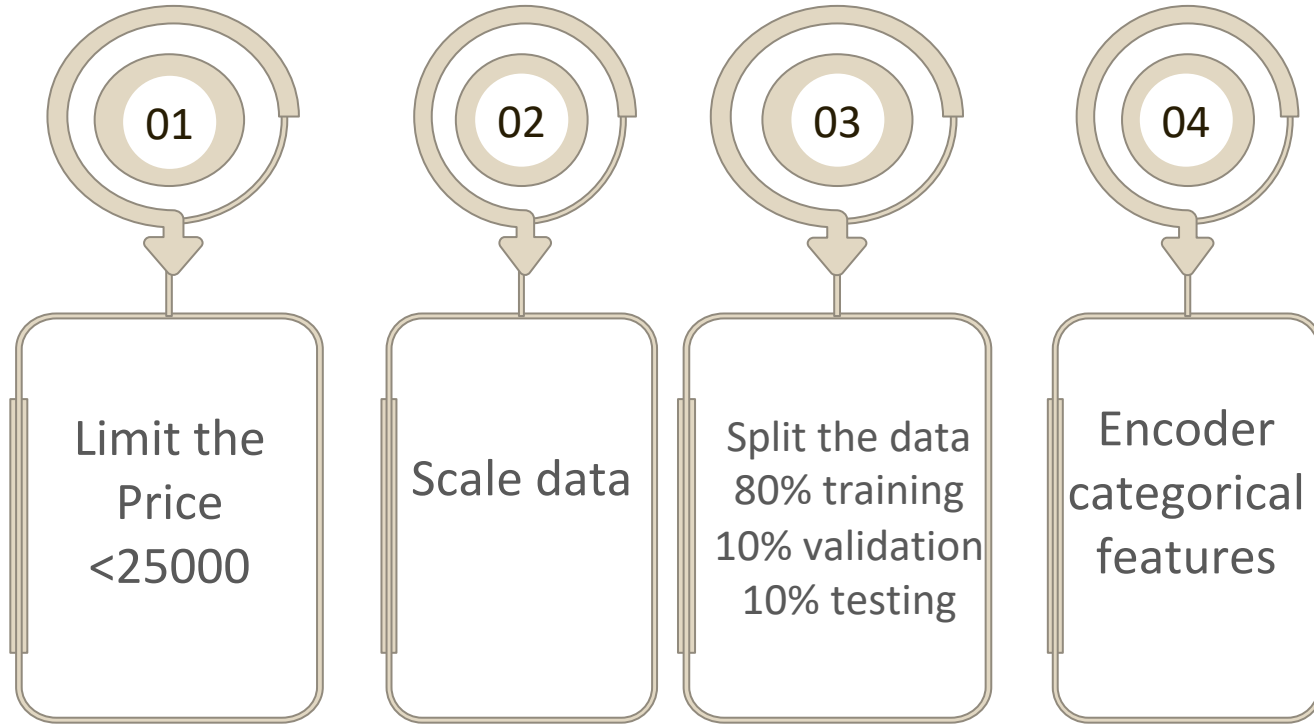 01
Limit the
Price
<25000
02
Scale data
03
Split the data
80% training
10% validation
10% testing
04
Encoder
categorical
features